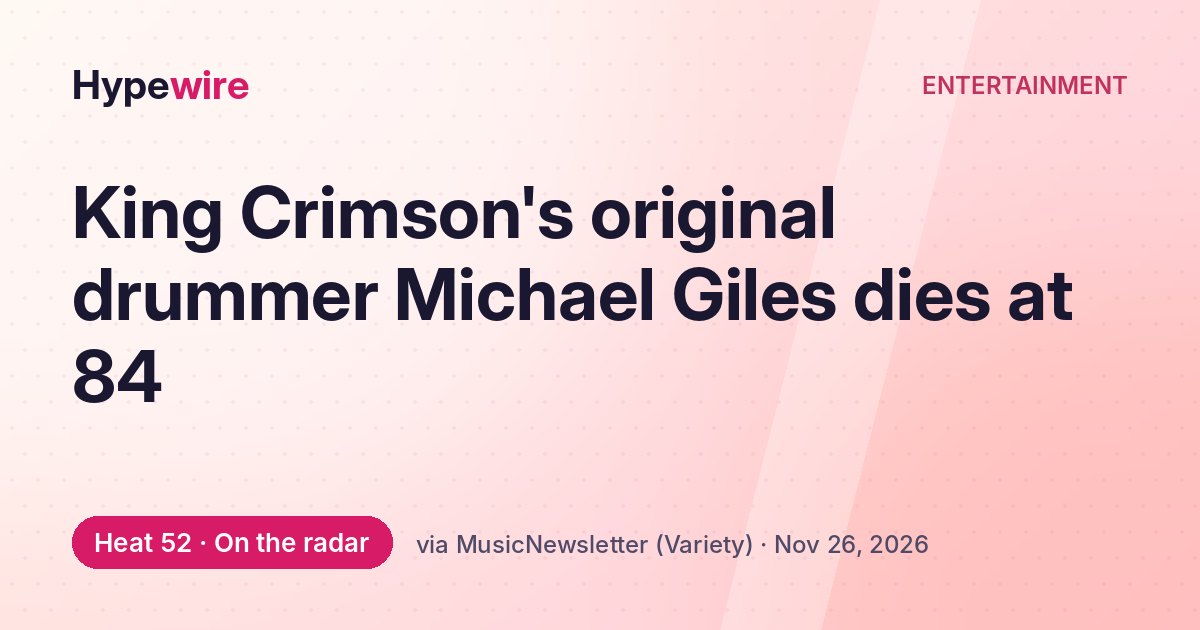 Hypewire
ENTERTAINMENT
King Crimson's original
drummer Michael Giles dies at
84
Heat 52 · On the radar
via MusicNewsletter (Variety) · Nov 26, 2026